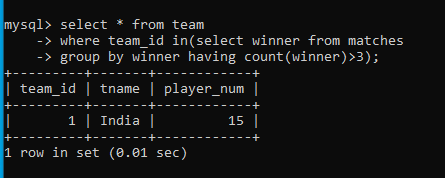 mysql> select * from team
    -> where team_id in(select winner from matches
    -> group by winner having count(winner)>3);
+---------+-------+------------+
| team_id | tname | player_num |
+---------+-------+------------+
|       1 | India |         15 |
+---------+-------+------------+
1 row in set (0.01 sec)